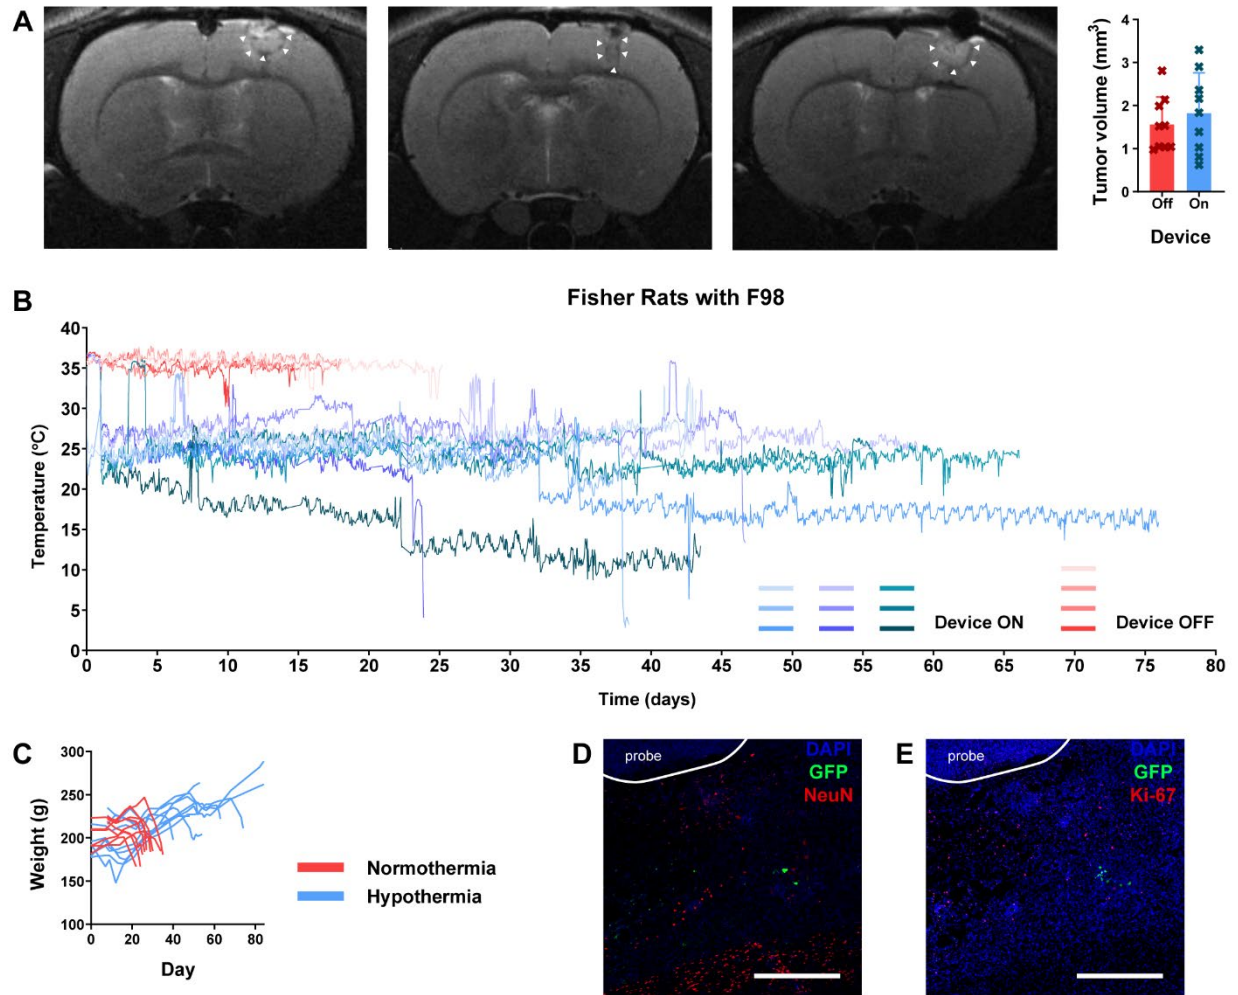 A
4
3
2
1
0
Tumor volume (mm³)
Off On
Device
B
Fisher Rats with F98
40
35
30
25
20
15
10
5
0
Temperature (°C)
Device ON
Device OFF
0 5 10 15 20 25 30 35 40 45 50 55 60 65 70 75 80
Time (days)
C
300
250
200
150
100
Weight (g)
0 20 40 60 80
Day
Normothermia
Hypothermia
D
probe
DAPI
GFP
NeuN
E
probe
DAPI
GFP
Ki-67